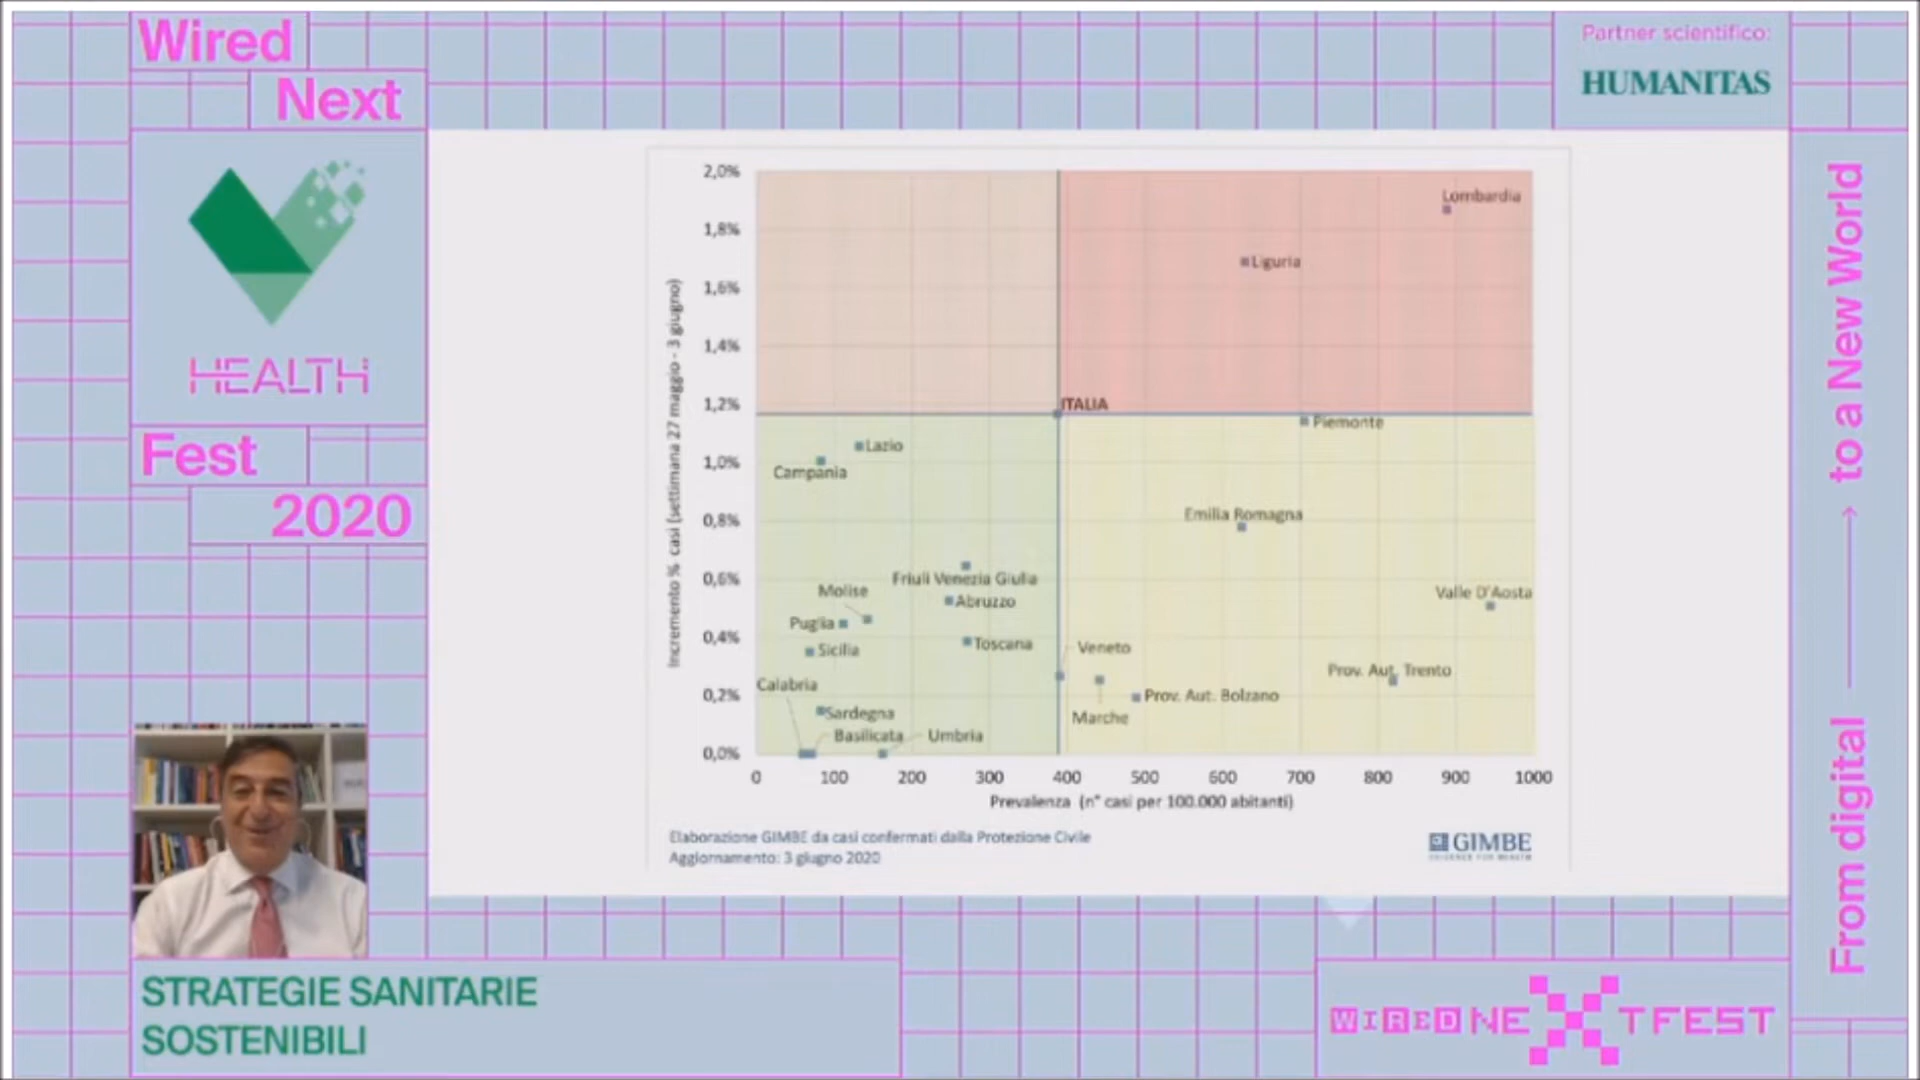 Wired
Next
HEALTH
Fest
2020
Partner scientifico:
HUMANITAS
From digital → to a New World
2,0%
1,8%
1,6%
1,4%
1,2%
1,0%
0,8%
0,6%
0,4%
0,2%
0,0%
Incremento % casi (settimana 27 maggio - 3 giugno)
Lombardia
Liguria
ITALIA
Piemonte
Lazio
Campania
Emilia Romagna
Friuli Venezia Giulia
Molise
Valle D'Aosta
Abruzzo
Puglia
Toscana
Veneto
Sicilia
Prov. Aut. Trento
Calabria
Prov. Aut. Bolzano
Sardegna
Marche
Basilicata
Umbria
0 100 200 300 400 500 600 700 800 900 1000
Prevalenza (n° casi per 100.000 abitanti)
Elaborazione GIMBE da casi confermati dalla Protezione Civile
Aggiornamento: 3 giugno 2020
GIMBE
EVIDENCE FOR HEALTH
STRATEGIE SANITARIE
SOSTENIBILI
WIRED NEXTFEST